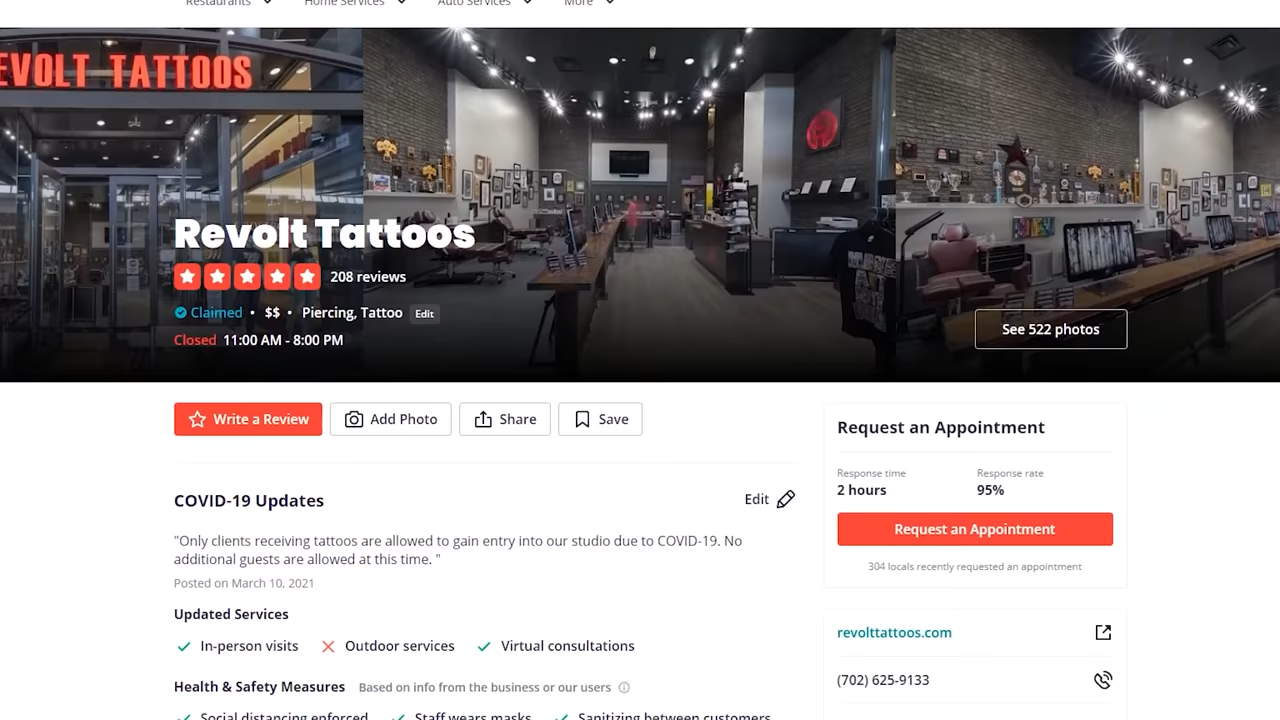 Restaurants Home Services Auto Services More
EVOLT TATTOOS
Revolt Tattoos
208 reviews
Claimed • $$ • Piercing, Tattoo Edit
Closed 11:00 AM - 8:00 PM
See 522 photos
Write a Review Add Photo Share Save
COVID-19 Updates Edit
"Only clients receiving tattoos are allowed to gain entry into our studio due to COVID-19. No
additional guests are allowed at this time. "
Posted on March 10, 2021
Updated Services
In-person visits Outdoor services Virtual consultations
Health & Safety Measures Based on info from the business or our users
Social distancing enforced Staff wears masks Sanitizing between customers
Request an Appointment
Response time Response rate
2 hours 95%
Request an Appointment
304 locals recently requested an appointment
revolttattoos.com
(702) 625-9133